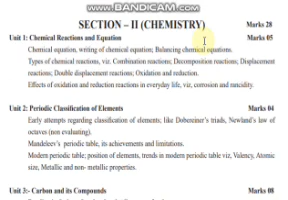 WWW.BANDICAM.COM
SECTION – II (CHEMISTRY) Marks 28
Unit 1: Chemical Reactions and Equation Marks 05
Chemical equation, writing of chemical equation; Balancing chemical equations.
Types of chemical reactions, viz. Combination reactions; Decomposition reactions; Displacement
reactions; Double displacement reactions; Oxidation and reduction.
Effects of oxidation and reduction reactions in everyday life, viz. corrosion and rancidity.
Unit 2: Periodic Classification of Elements Marks 04
Early attempts regarding classification of elements; like Dobereiner's triads, Newland's law of
octaves (non evaluating).
Mandeleev's periodic table, its achievements and limitations.
Modern periodic table; position of elements, trends in modern periodic table viz, Valency, Atomic
size, Metallic and non- metallic properties.
Unit 3:- Carbon and its Compounds Marks 08